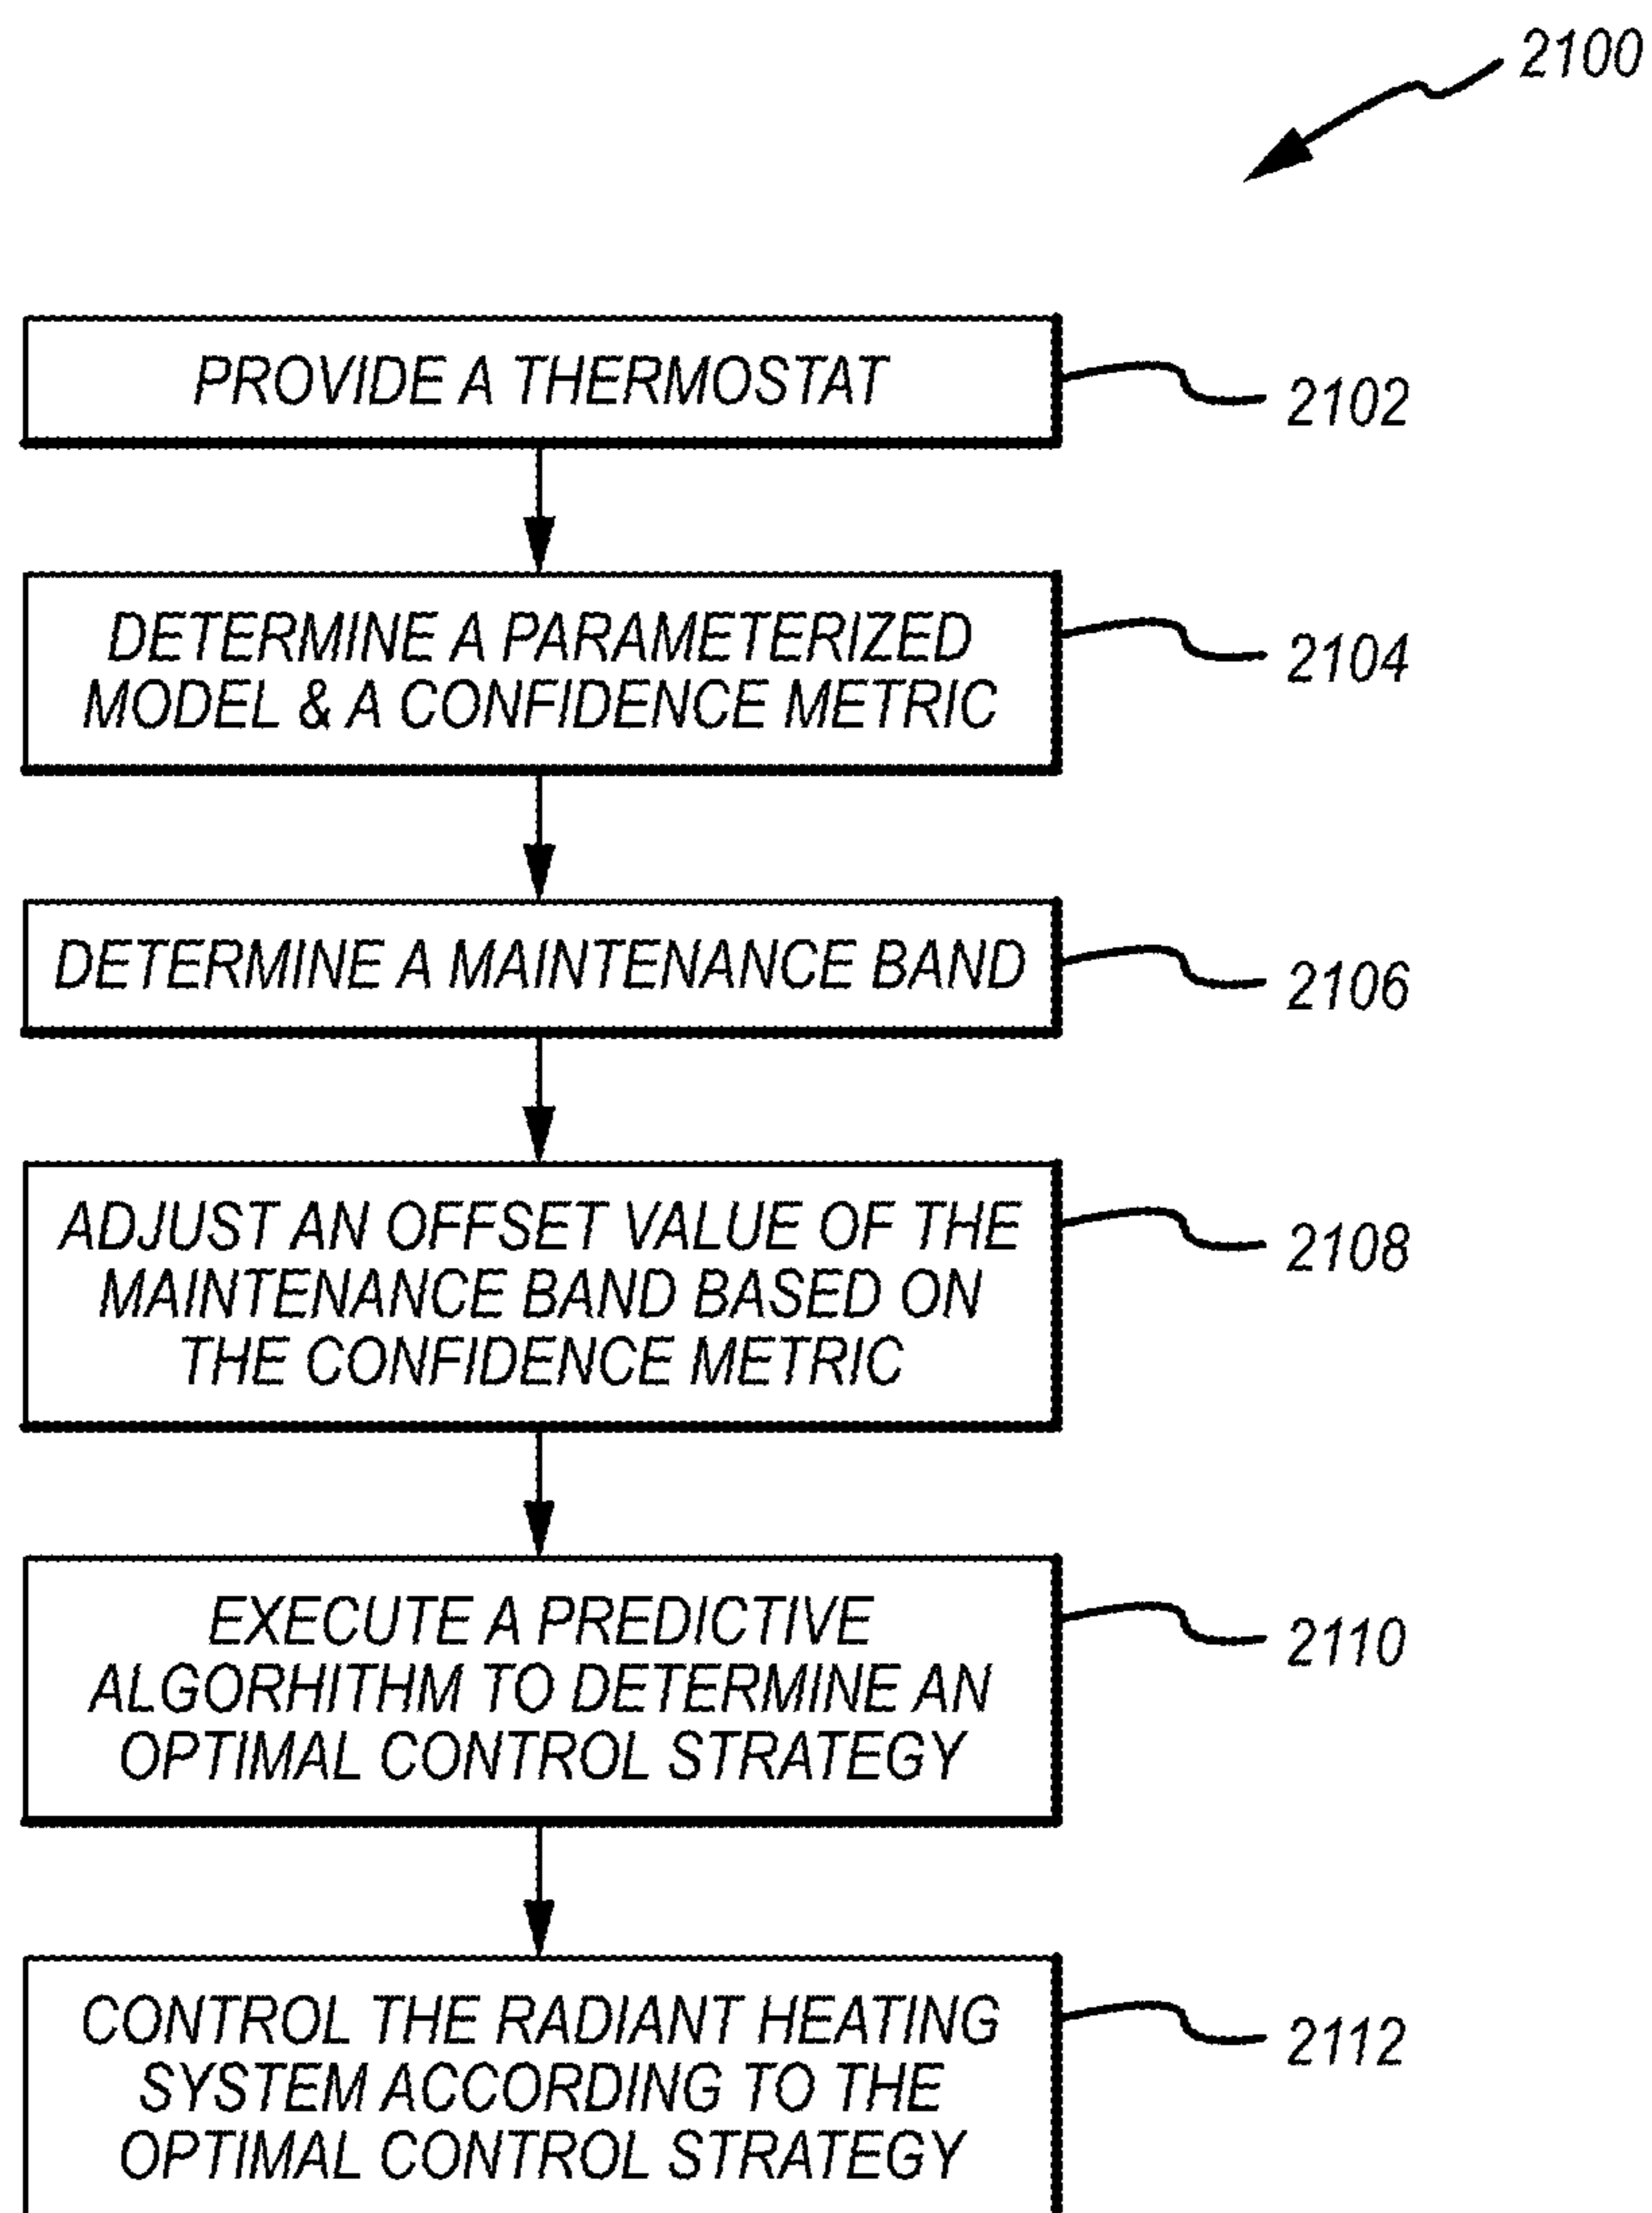 2100
PROVIDE A THERMOSTAT
2102
DETERMINE A PARAMETERIZED
MODEL & A CONFIDENCE METRIC
2104
DETERMINE A MAINTENANCE BAND
2106
ADJUST AN OFFSET VALUE OF THE
MAINTENANCE BAND BASED ON
THE CONFIDENCE METRIC
2108
EXECUTE A PREDICTIVE
ALGORHITHM TO DETERMINE AN
OPTIMAL CONTROL STRATEGY
2110
CONTROL THE RADIANT HEATING
SYSTEM ACCORDING TO THE
OPTIMAL CONTROL STRATEGY
2112